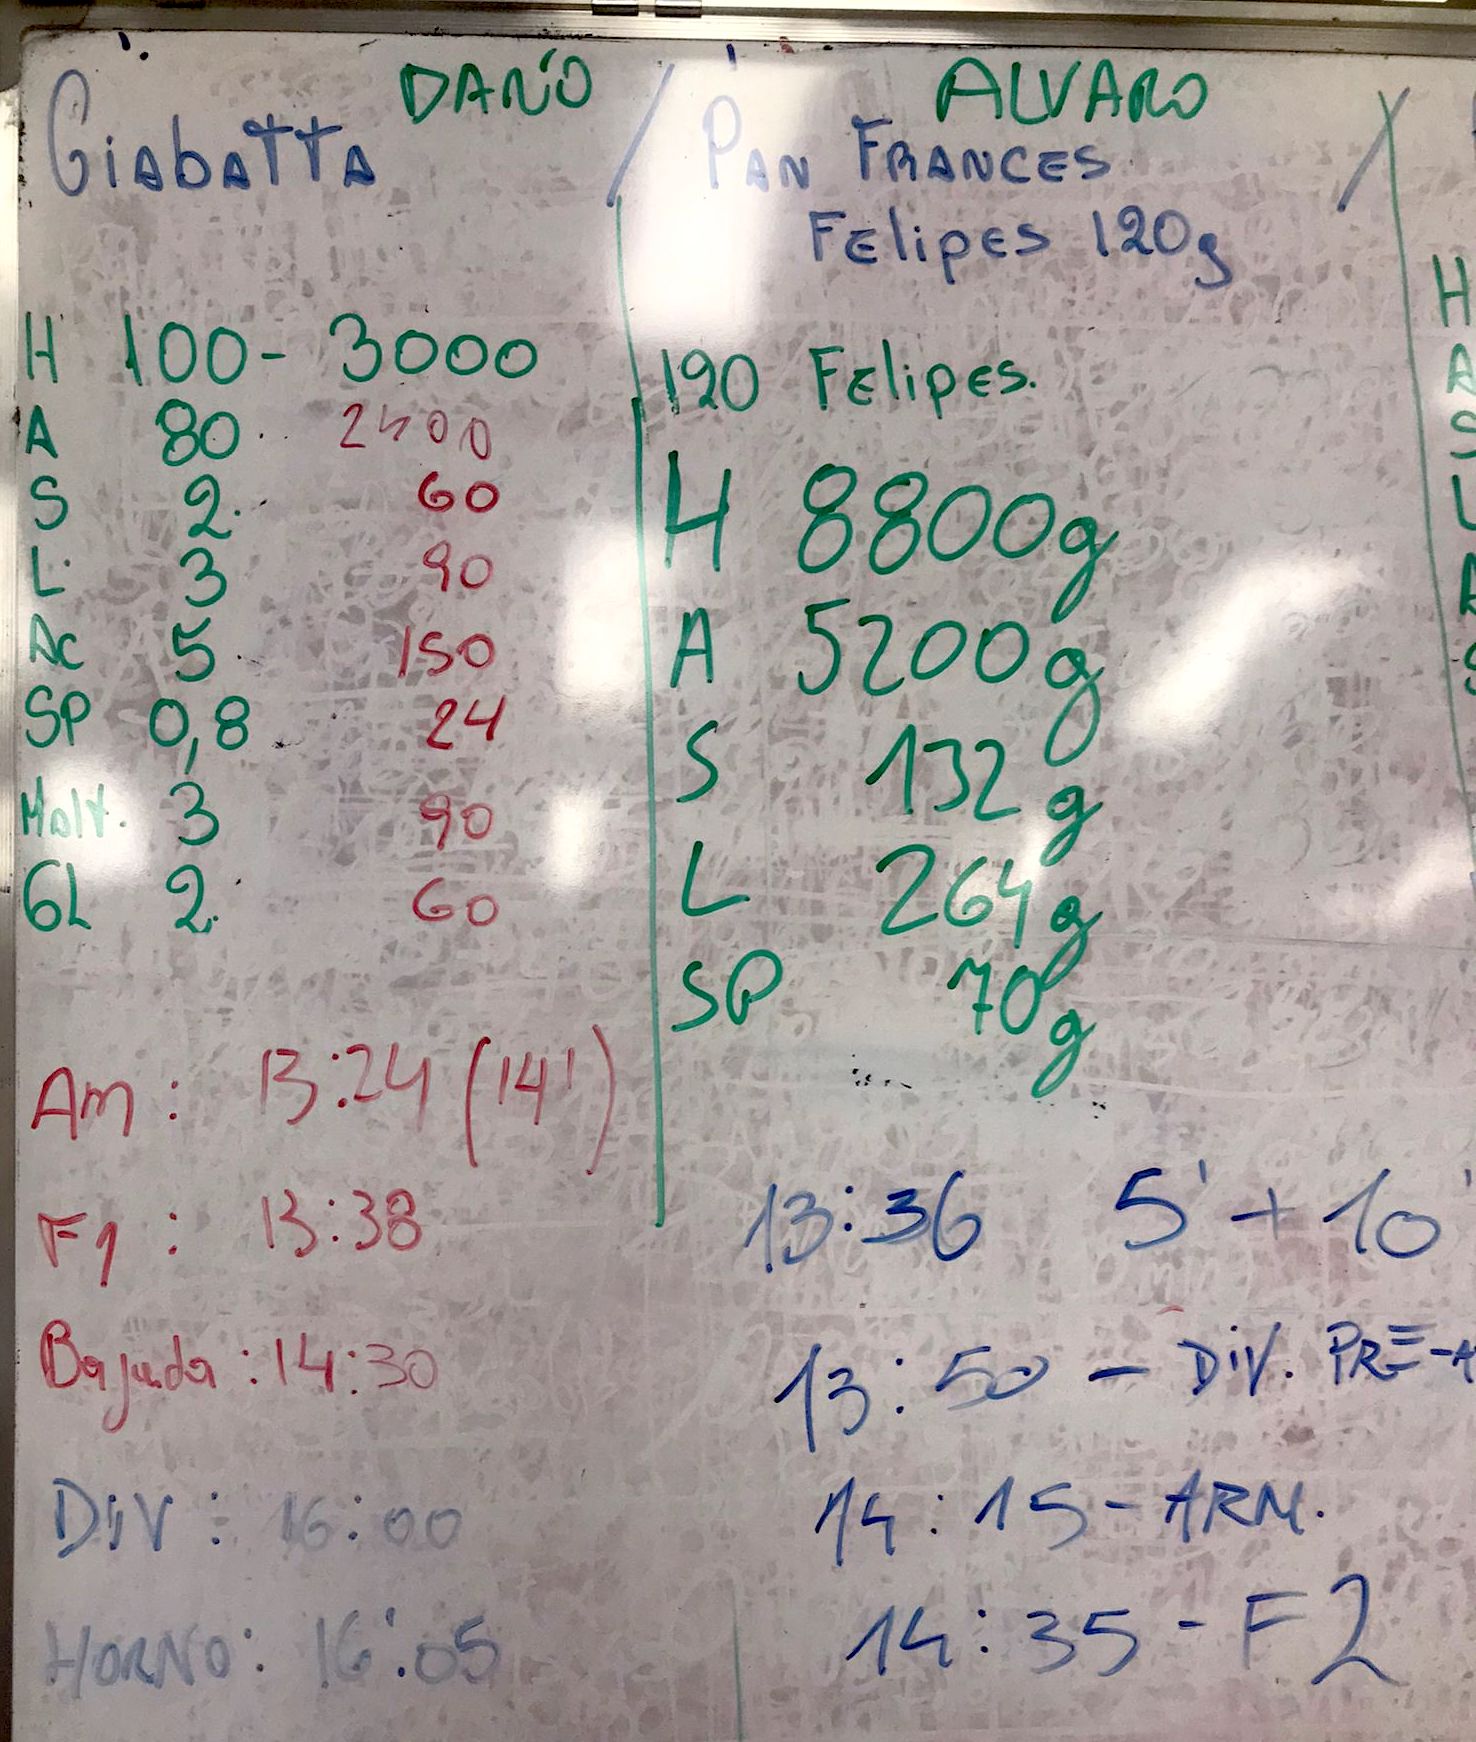 DARÍO
Ciabatta
H 100 - 3000
A 80 2400
S 2 60
L 3 90
Ac 5 150
SP 0,8 24
Malt. 3 90
GL 2 60
Am : 13:24 (14')
F1 : 13:38
Bajada : 14:30
DIV : 16:00
HORNO : 16:05
ALVARO
PAN FRANCES
FELIPES 120g
120 FELIPES.
H 8800g
A 5200g
S 132g
L 264g
SP 70g
13:36 5' + 10'
13:50 - DIV. PRE-A
14:15 - ARM.
14:35 - F2
H
A
S
L